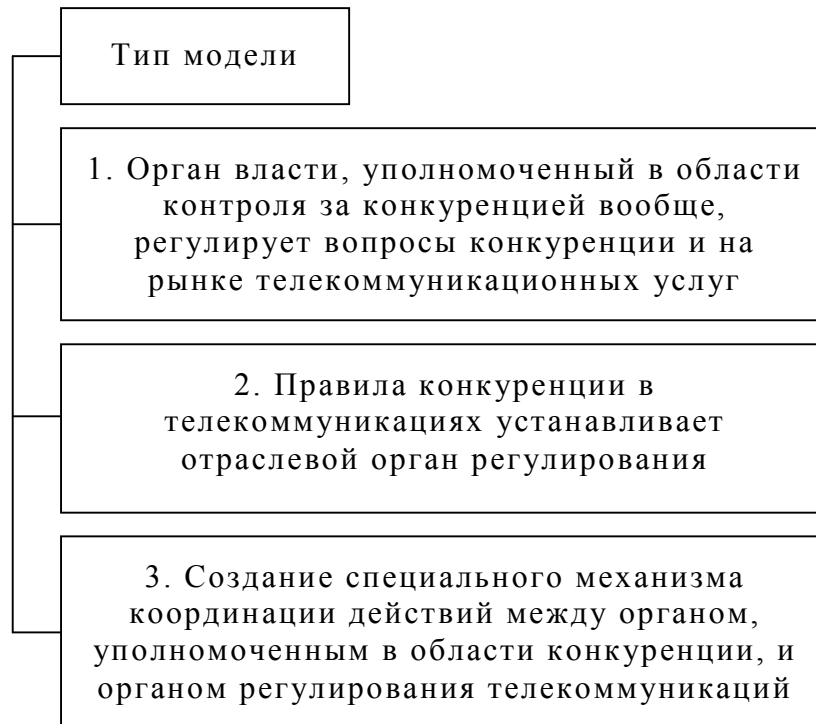 Тип модели
1. Орган власти, уполномоченный в области
контроля за конкуренцией вообще,
регулирует вопросы конкуренции и на
рынке телекоммуникационных услуг
2. Правила конкуренции в
телекоммуникациях устанавливает
отраслевой орган регулирования
3. Создание специального механизма
координации действий между органом,
уполномоченным в области конкуренции, и
органом регулирования телекоммуникаций